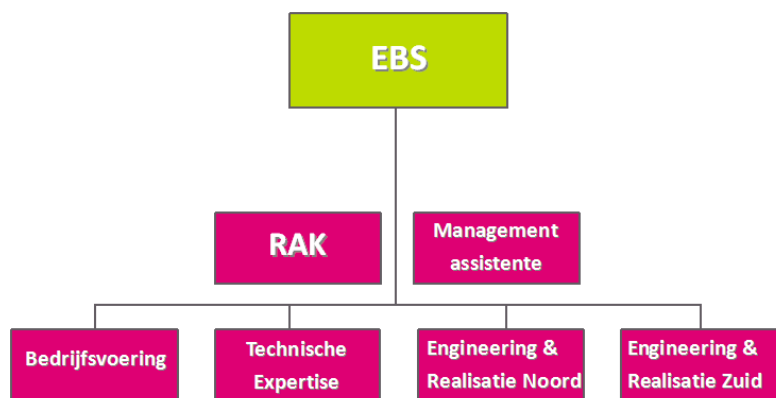 EBS
RAK
Management
assistente
Bedrijfsvoering
Technische
Expertise
Engineering &
Realisatie Noord
Engineering &
Realisatie Zuid